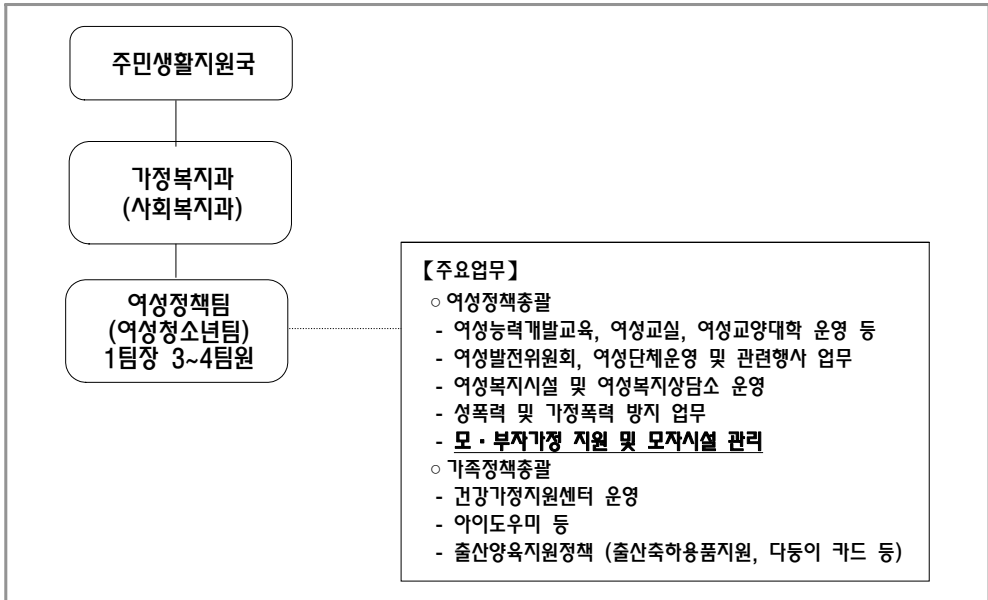 주민생활지원국
가정복지과
(사회복지과)
여성정책팀
(여성청소년팀)
1팀장 3~4팀원
【주요업무】
○ 여성정책총괄
- 여성능력개발교육, 여성교실, 여성교양대학 운영 등
- 여성발전위원회, 여성단체운영 및 관련행사 업무
- 여성복지시설 및 여성복지상담소 운영
- 성폭력 및 가정폭력 방지 업무
- 모·부자가정 지원 및 모자시설 관리
○ 가족정책총괄
- 건강가정지원센터 운영
- 아이도우미 등
- 출산양육지원정책 (출산축하용품지원, 다둥이 카드 등)